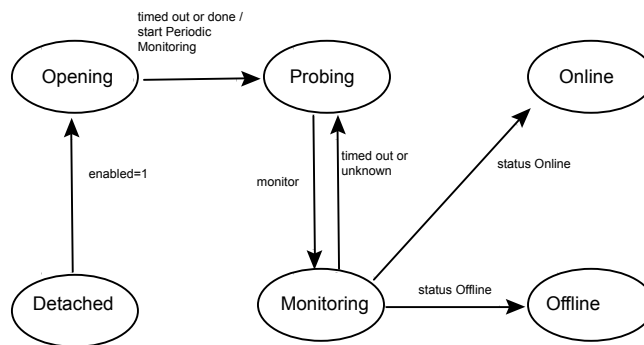 timed out or done /
start Periodic
Monitoring
Opening
Probing
Online
enabled=1
monitor
timed out or
unknown
status Online
Detached
Monitoring
status Offline
Offline